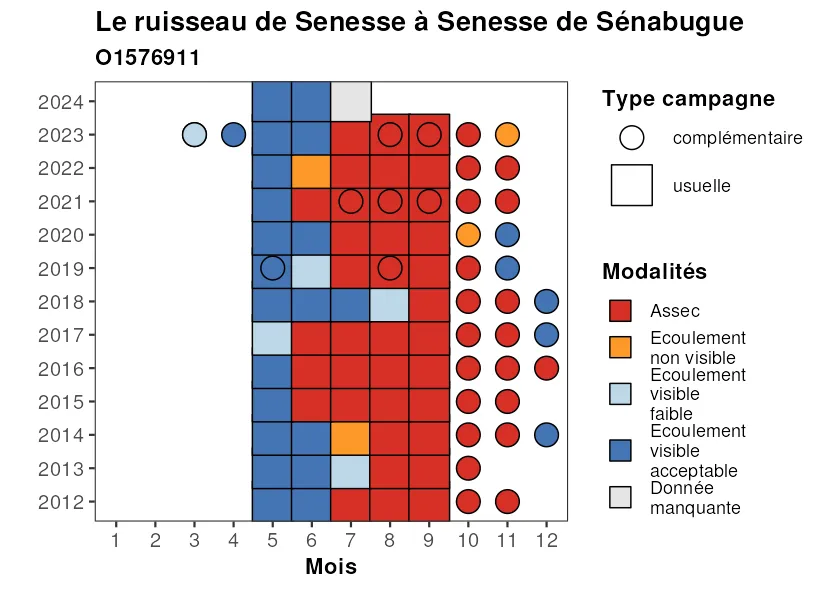 Le ruisseau de Senesse à Senesse de Sénabugue
O1576911
2024
2023
2022
2021
2020
2019
2018
2017
2016
2015
2014
2013
2012
1 2 3 4 5 6 7 8 9 10 11 12
Mois
Type campagne
complémentaire
usuelle
Modalités
Assec
Ecoulement
non visible
Ecoulement
visible
faible
Ecoulement
visible
acceptable
Donnée
manquante